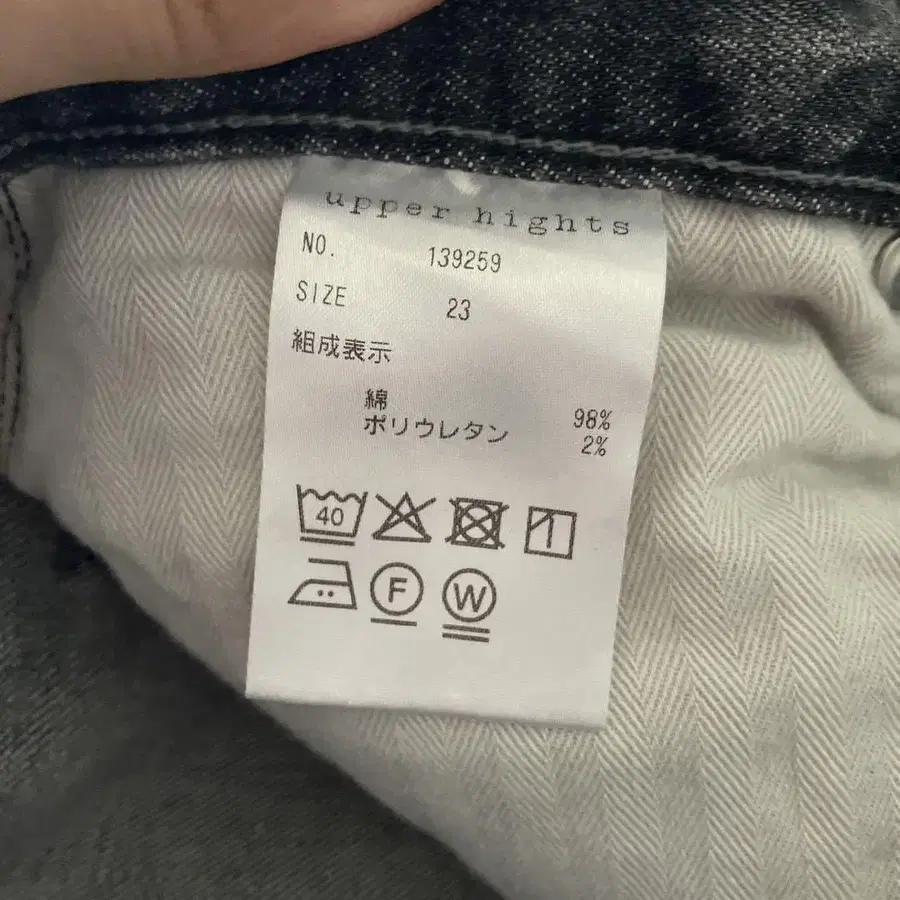 upper hights
NO. 139259
SIZE 23
組成表示
綿 98%
ポリウレタン 2%
40
F W